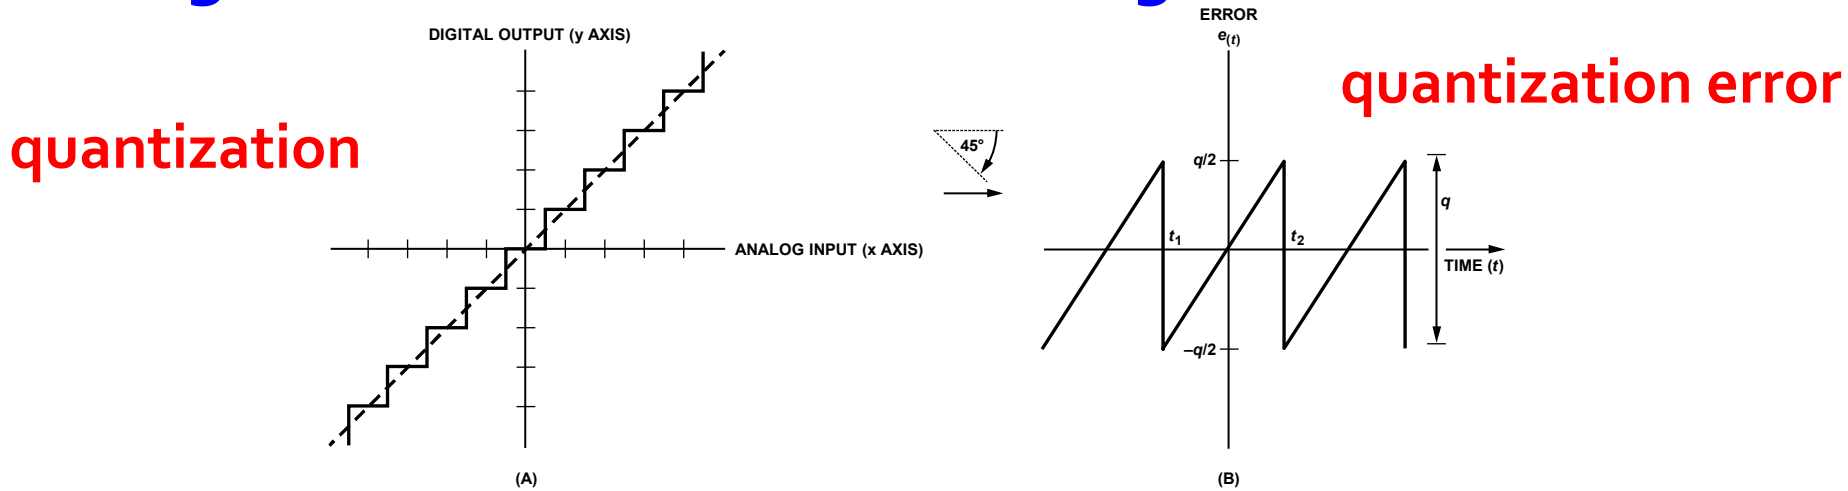 DIGITAL OUTPUT (y AXIS)
quantization
ANALOG INPUT (x AXIS)
(A)
45°
ERROR
e(t)
quantization error
q/2
q
t1
t2
TIME (t)
–q/2
(B)